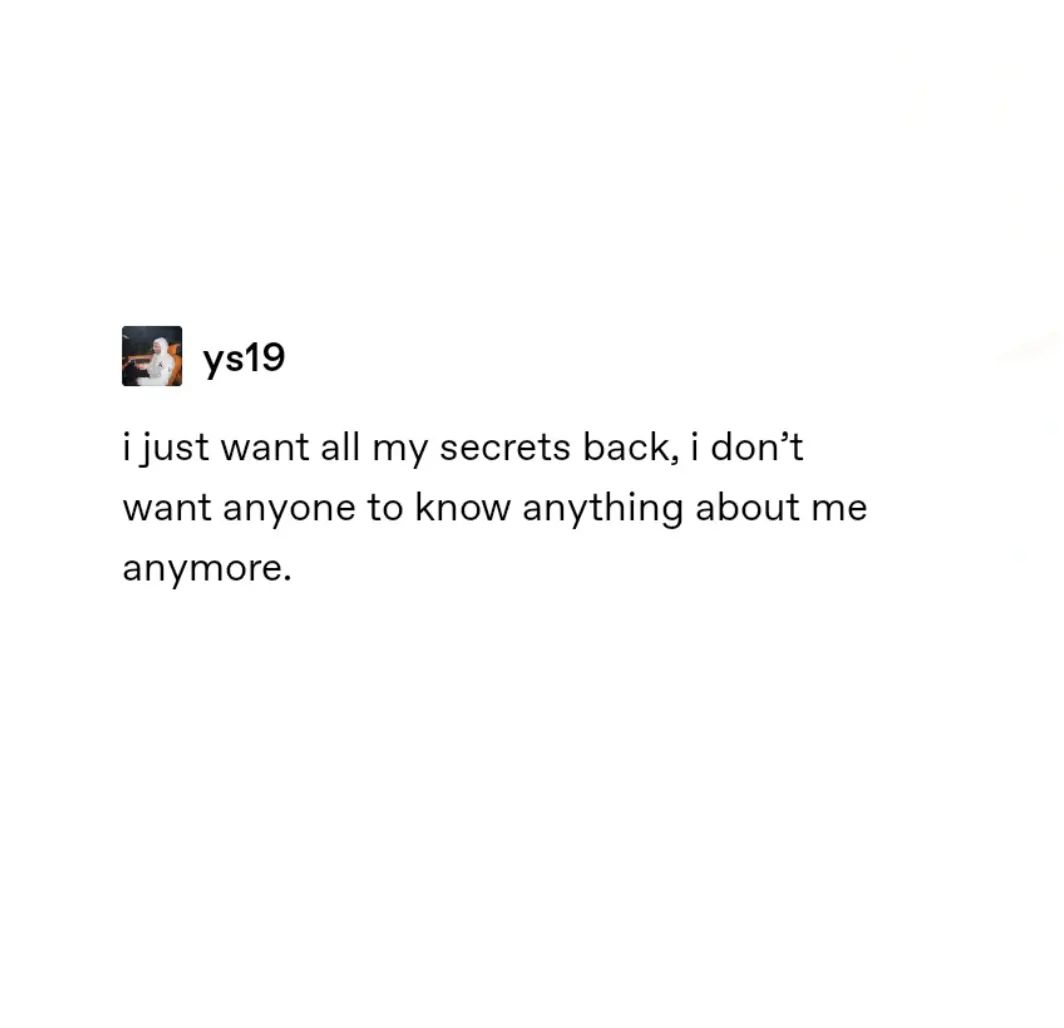 ys19
i just want all my secrets back, i don’t
want anyone to know anything about me
anymore.